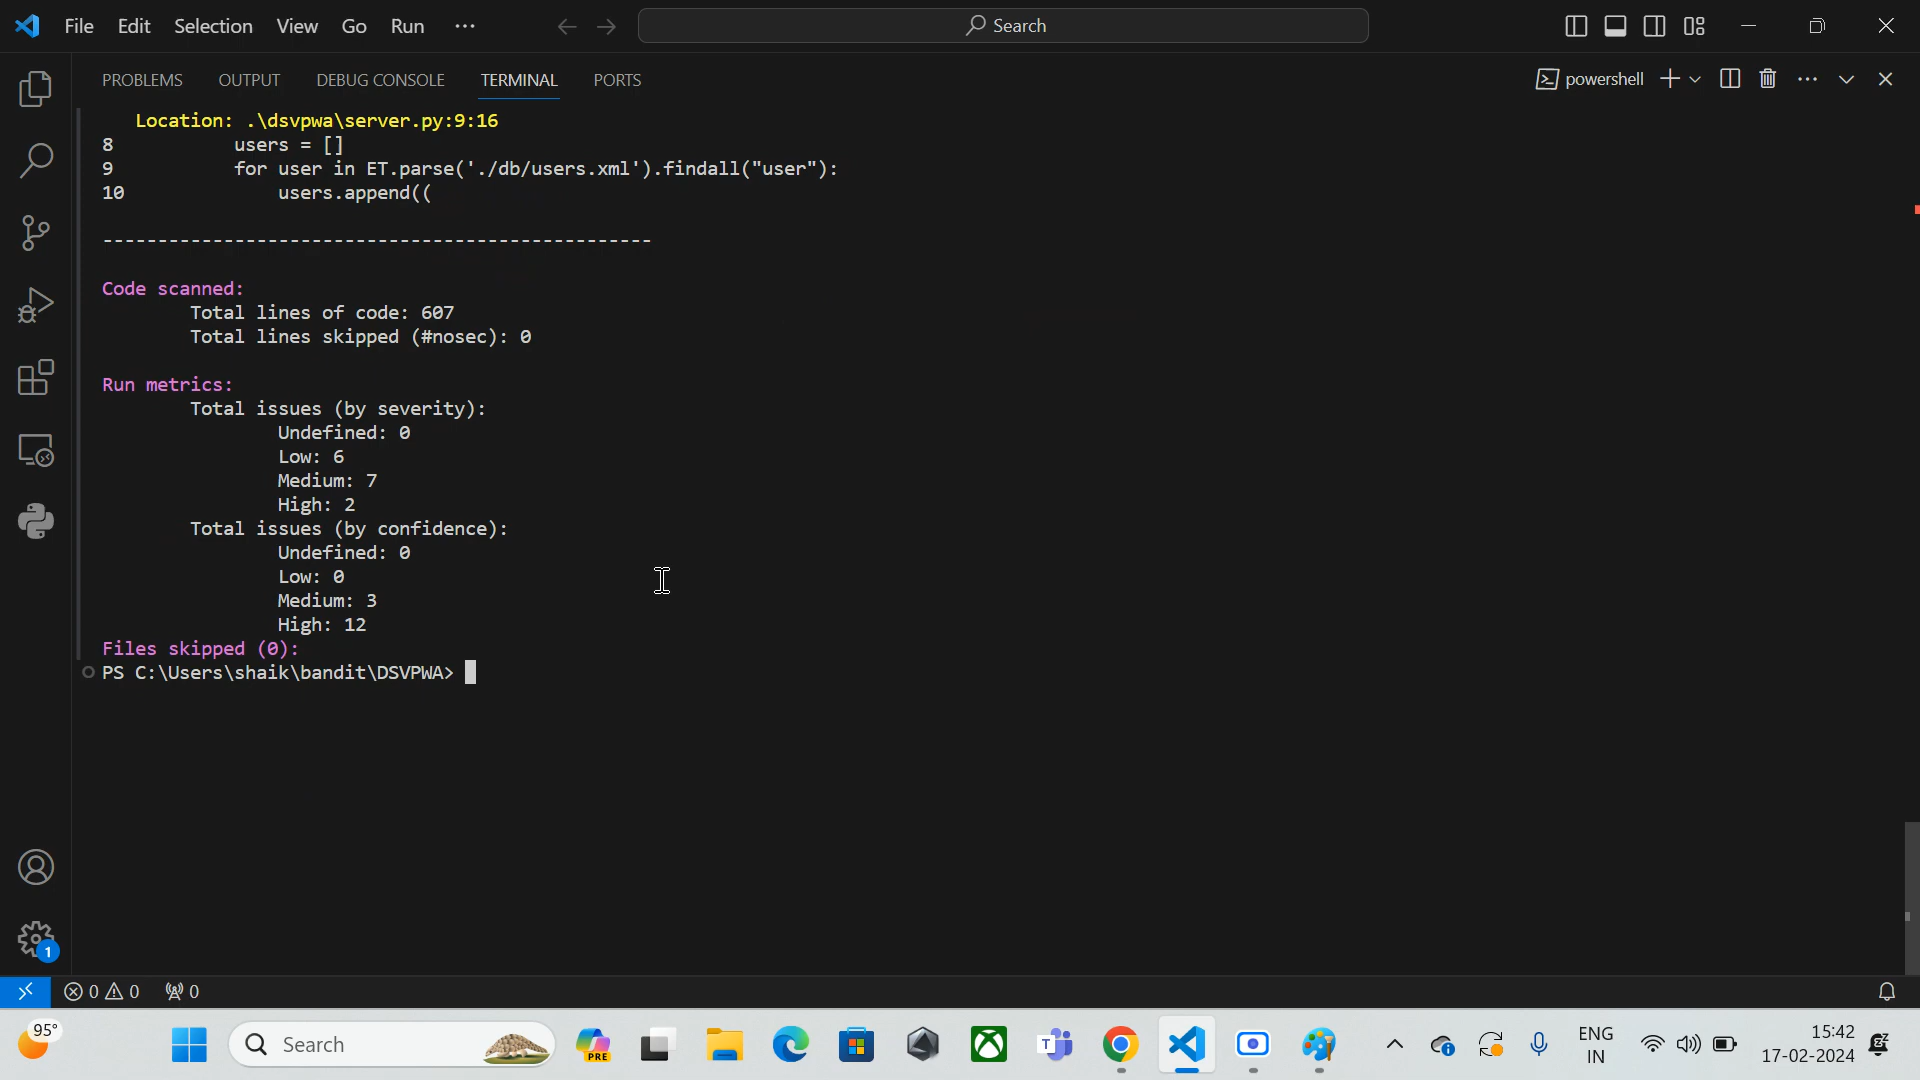 File Edit Selection View Go Run ··· Search
PROBLEMS OUTPUT DEBUG CONSOLE TERMINAL PORTS powershell
Location: .\dsvpwa\server.py:9:16
8 users = []
9 for user in ET.parse('./db/users.xml').findall("user"):
10 users.append((
--------------------------------------------------
Code scanned:
Total lines of code: 607
Total lines skipped (#nosec): 0
Run metrics:
Total issues (by severity):
Undefined: 0
Low: 6
Medium: 7
High: 2
Total issues (by confidence):
Undefined: 0
Low: 0
Medium: 3
High: 12
Files skipped (0):
PS C:\Users\shaik\bandit\DSVPWA>
1
0 0 0
95° Search PRE ENG 15:42
IN 17-02-2024